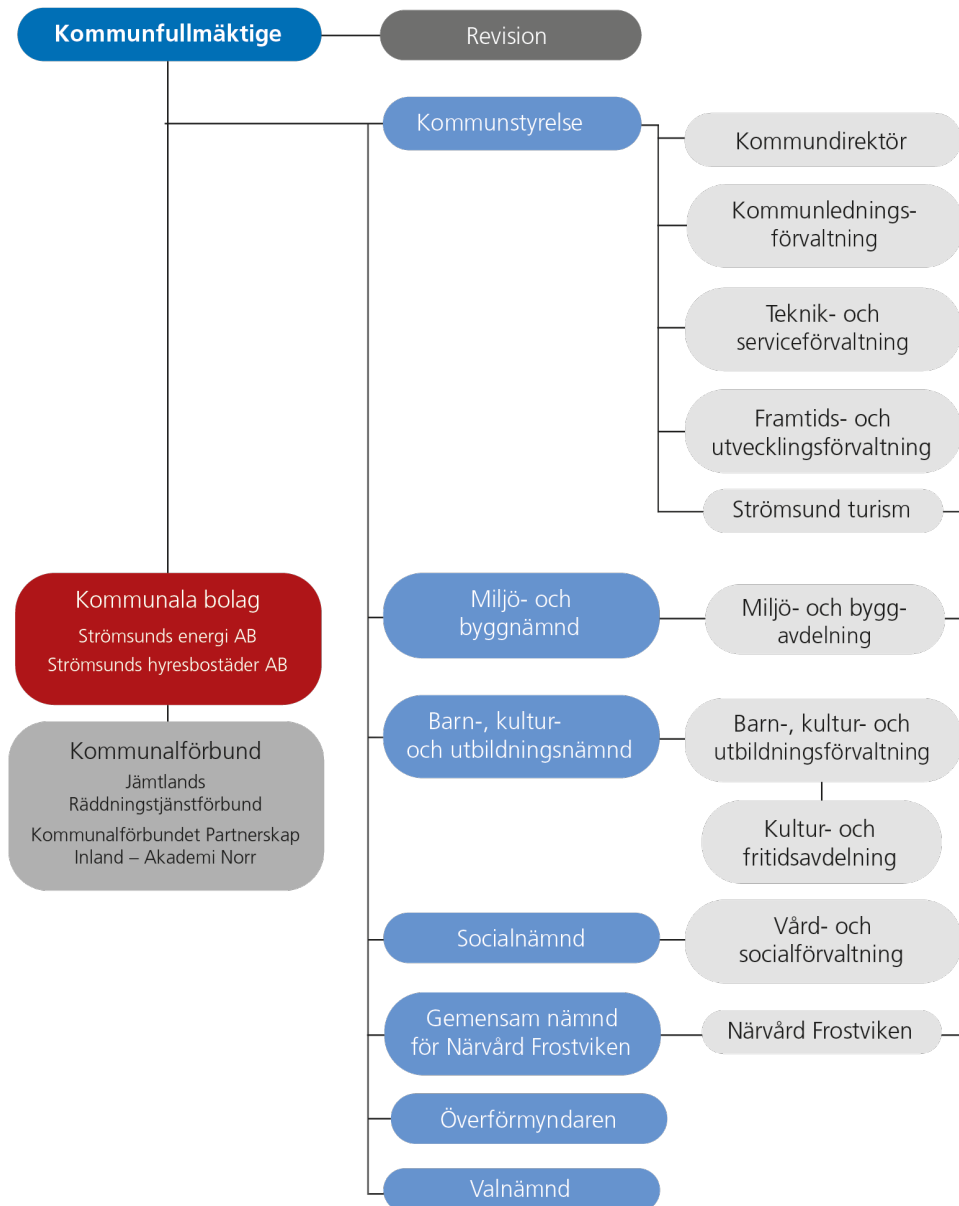 Kommunfullmäktige
Revision
Kommunstyrelse
Kommundirektör
Kommunlednings-
förvaltning
Teknik- och
serviceförvaltning
Framtids- och
utvecklingsförvaltning
Strömsund turism
Kommunala bolag
Strömsunds energi AB
Strömsunds hyresbostäder AB
Miljö- och
byggnämnd
Miljö- och bygg-
avdelning
Kommunalförbund
Jämtlands
Räddningstjänstförbund
Kommunalförbundet Partnerskap
Inland – Akademi Norr
Barn-, kultur-
och utbildningsnämnd
Barn-, kultur- och
utbildningsförvaltning
Kultur- och
fritidsavdelning
Socialnämnd
Vård- och
socialförvaltning
Gemensam nämnd
för Närvård Frostviken
Närvård Frostviken
Överförmyndaren
Valnämnd